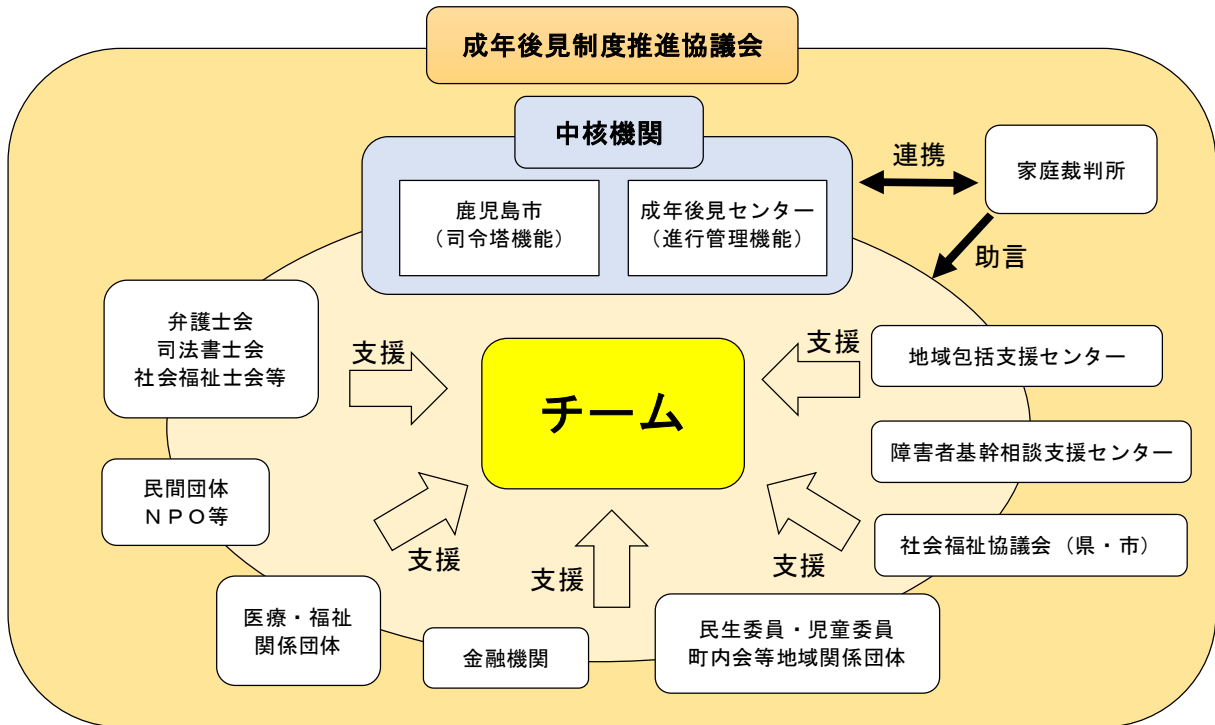 成年後見制度推進協議会
中核機関
鹿児島市
（司令塔機能）
成年後見センター
（進行管理機能）
連携
家庭裁判所
助言
弁護士会
司法書士会
社会福祉士会等
支援
チーム
支援
地域包括支援センター
障害者基幹相談支援センター
民間団体
ＮＰＯ等
社会福祉協議会（県・市）
支援
支援
支援
医療・福祉
関係団体
金融機関
民生委員・児童委員
町内会等地域関係団体